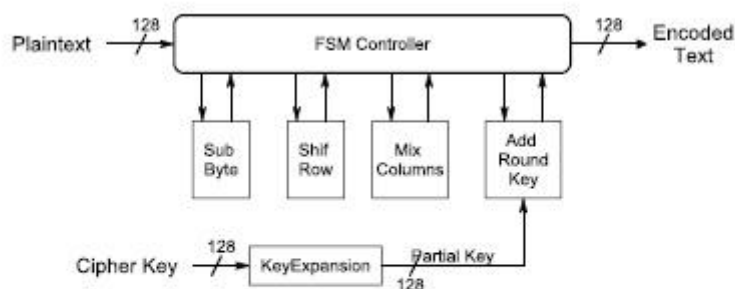 128
128
Plaintext
FSM Controller
Encoded
Text
Sub
Byte
Shif
Row
Mix
Columns
Add
Round
Key
128
Cipher Key
KeyExpansion
Partial Key
128